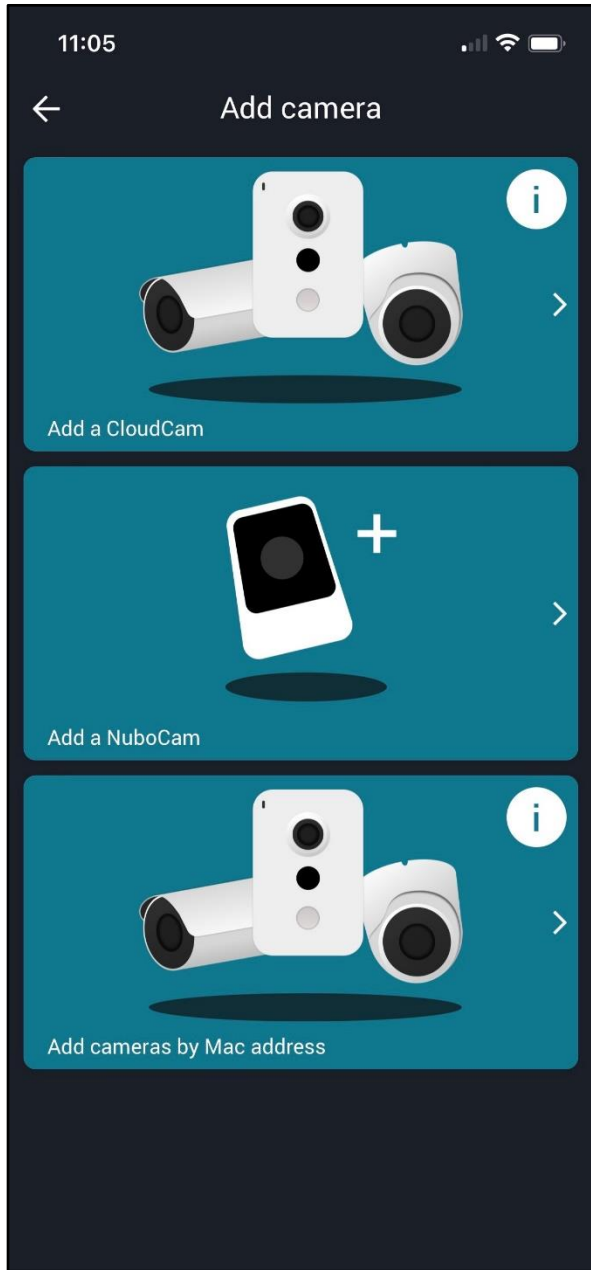 11:05
Add camera
i
Add a CloudCam
Add a NuboCam
i
Add cameras by Mac address